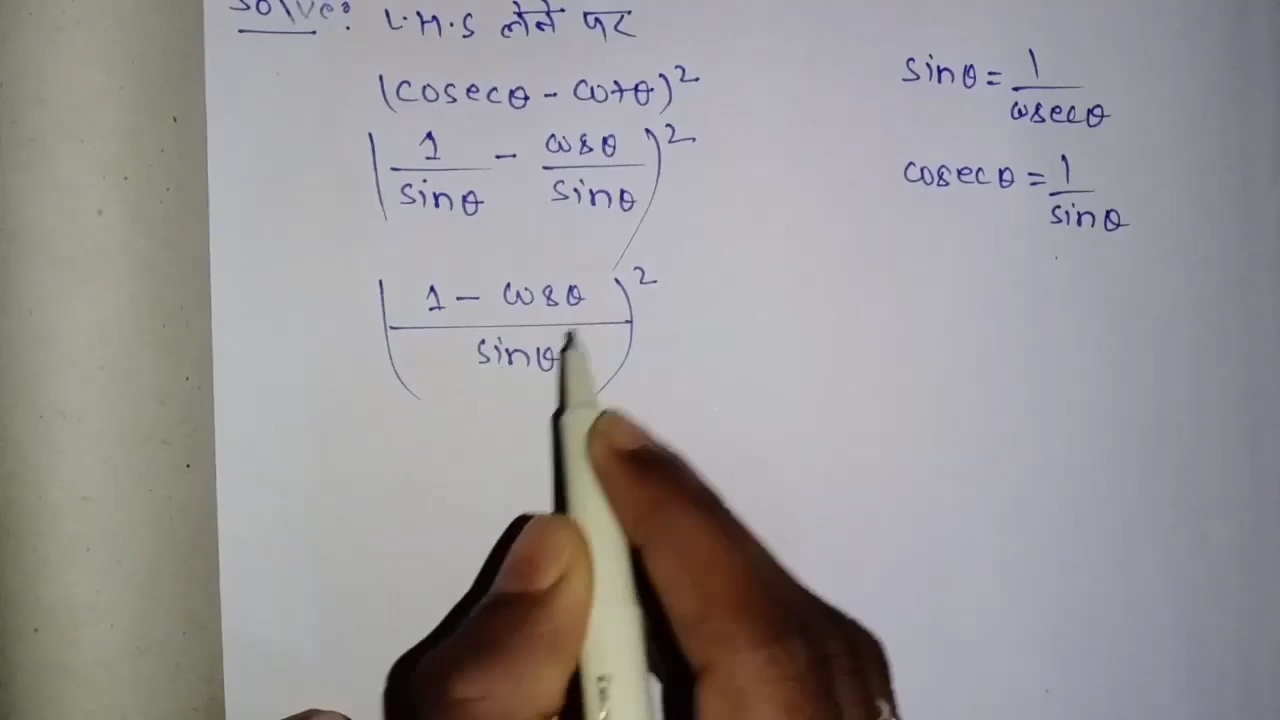 Solve: L.H.S लेने पर
(cosecθ - cotθ)²
(1/sinθ - cosθ/sinθ)²
(1 - cosθ/sinθ)²
sinθ = 1/cosecθ
cosecθ = 1/sinθ